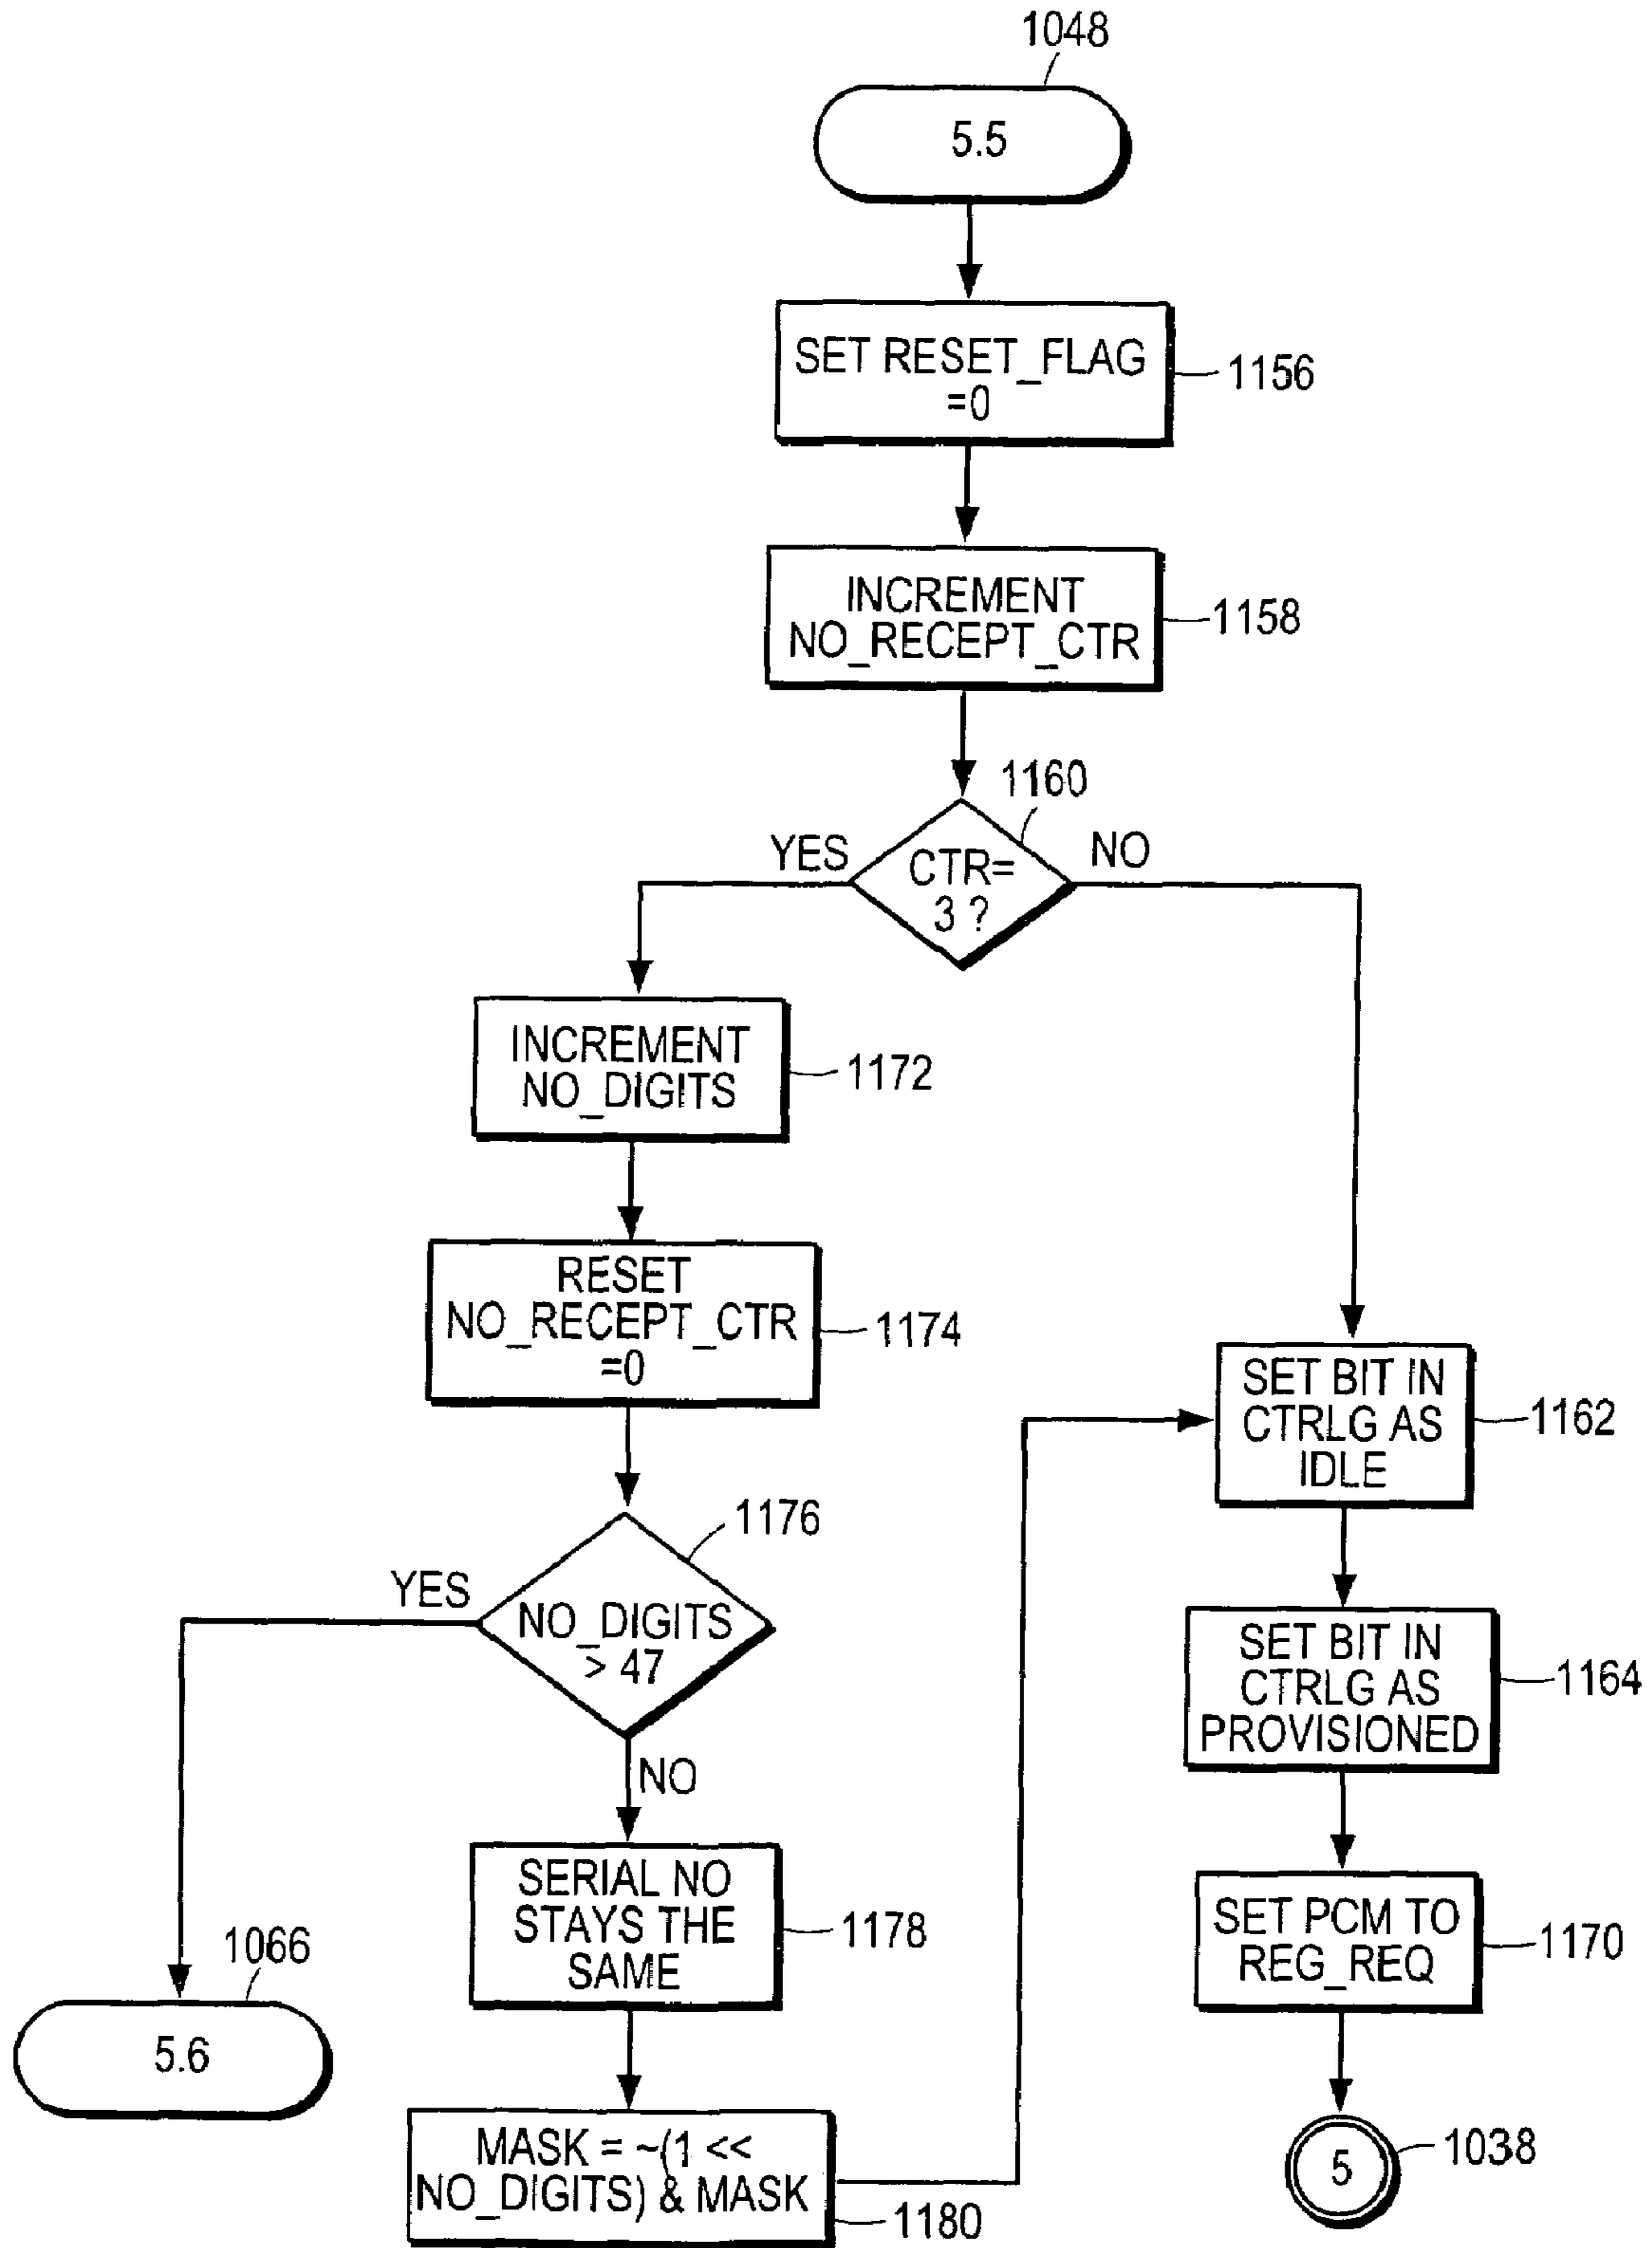 1048
5.5
SET RESET_FLAG
=0
1156
INCREMENT
NO_RECEPT_CTR
1158
1160
CTR=
3 ?
YES
NO
INCREMENT
NO_DIGITS
1172
RESET
NO_RECEPT_CTR
=0
1174
1176
NO_DIGITS
> 47
YES
NO
1066
5.6
SERIAL NO
STAYS THE
SAME
1178
MASK = ~(1 <<
NO_DIGITS) & MASK
1180
SET BIT IN
CTRLG AS
IDLE
1162
SET BIT IN
CTRLG AS
PROVISIONED
1164
SET PCM TO
REG_REQ
1170
5
1038